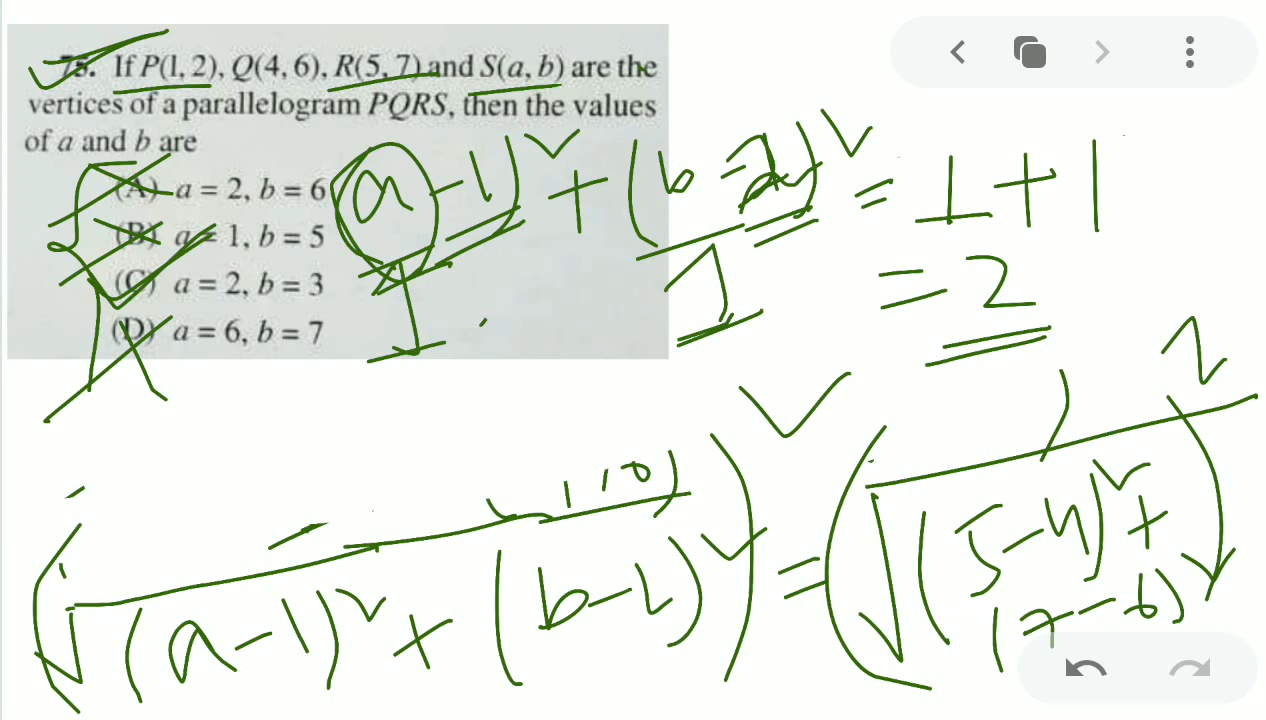 75. If P(1, 2), Q(4, 6), R(5, 7) and S(a, b) are the
vertices of a parallelogram PQRS, then the values
of a and b are
(A) a = 2, b = 6
(B) a = 1, b = 5
(C) a = 2, b = 3
(D) a = 6, b = 7
(a-1)² + (b-2)² = 1+1
= 2
(√(a-1)² + (b-2)²)² = (√(5-4)² +
(7-6)²)²